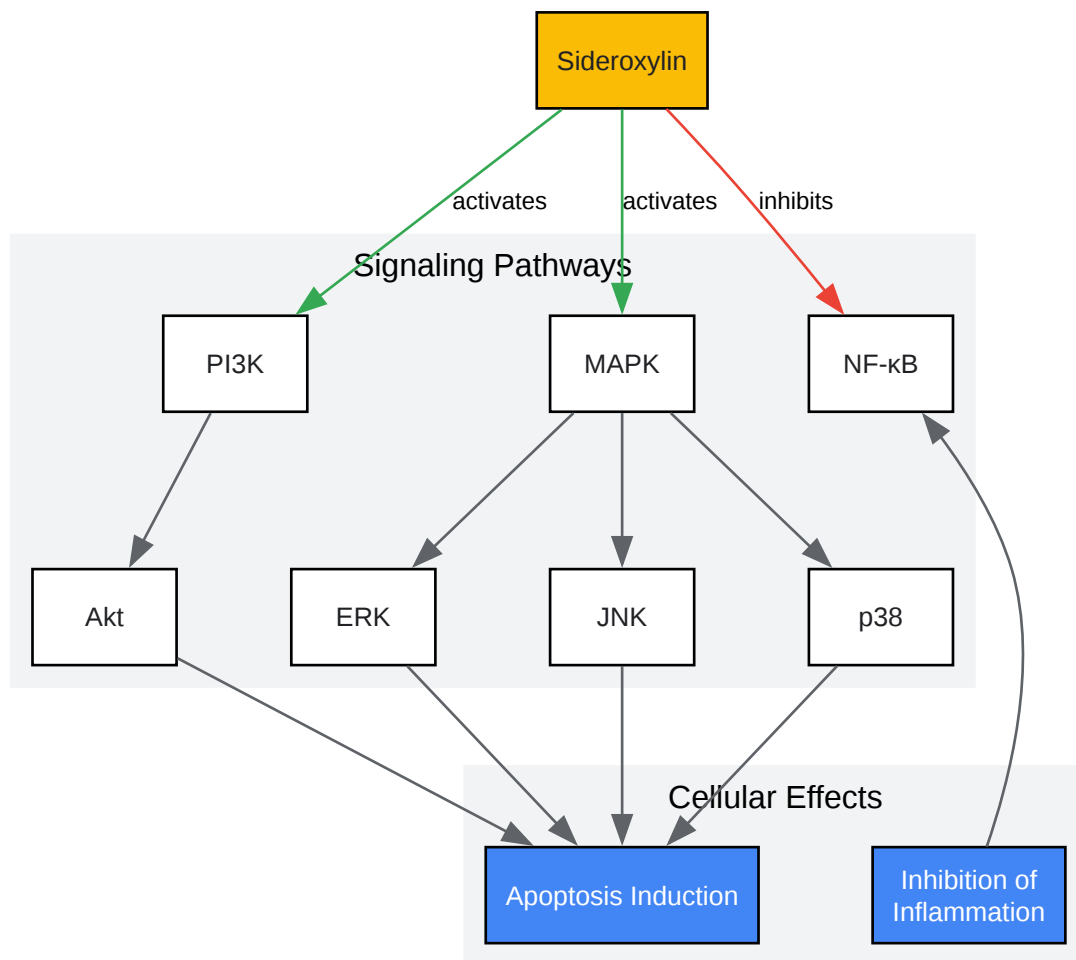 Sideroxylin
activates
activates
inhibits
Signaling Pathways
PI3K
MAPK
NF-κB
Akt
ERK
JNK
p38
Cellular Effects
Apoptosis Induction
Inhibition of
Inflammation